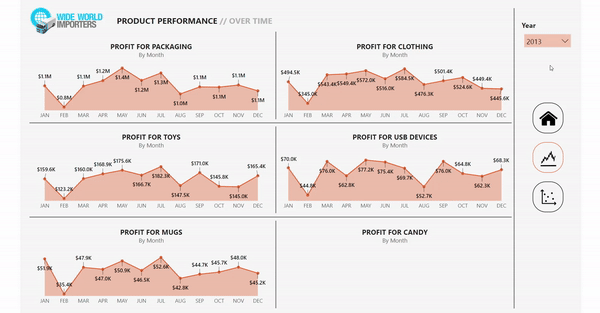 WIDE WORLD
IMPORTERS
PRODUCT PERFORMANCE // OVER TIME
Year
2013
PROFIT FOR PACKAGING
By Month
$1.1M $0.8M $1.1M $1.2M $1.4M $1.2M $1.3M $1.0M $1.1M $1.1M $1.1M $1.1M
JAN FEB MAR APR MAY JUN JUL AUG SEP OCT NOV DEC
PROFIT FOR CLOTHING
By Month
$494.5K $345.0K $543.4K $549.4K $572.0K $516.0K $584.5K $476.3K $501.4K $524.6K $449.4K $445.6K
JAN FEB MAR APR MAY JUN JUL AUG SEP OCT NOV DEC
PROFIT FOR TOYS
By Month
$159.6K $123.2K $160.0K $168.9K $175.6K $166.7K $182.3K $147.5K $171.0K $145.8K $145.0K $165.4K
JAN FEB MAR APR MAY JUN JUL AUG SEP OCT NOV DEC
PROFIT FOR USB DEVICES
By Month
$70.0K $44.8K $76.0K $62.8K $77.2K $75.4K $69.7K $52.7K $76.0K $64.8K $62.3K $68.3K
JAN FEB MAR APR MAY JUN JUL AUG SEP OCT NOV DEC
PROFIT FOR MUGS
By Month
$51.9K $35.4K $47.9K $47.0K $50.9K $46.5K $52.6K $42.8K $44.7K $45.7K $48.0K $45.2K
JAN FEB MAR APR MAY JUN JUL AUG SEP OCT NOV DEC
PROFIT FOR CANDY
By Month